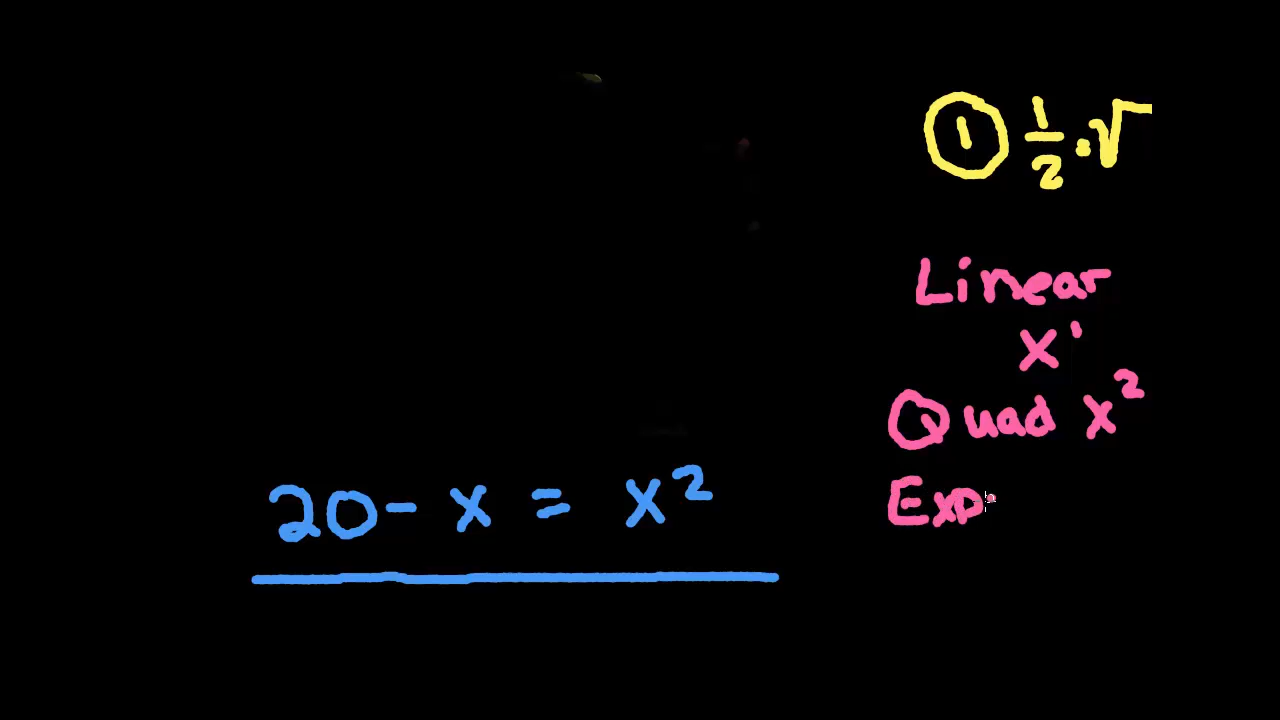 ① 1/2 · √
Linear
x¹
Quad x²
Exp
20 - x = x²